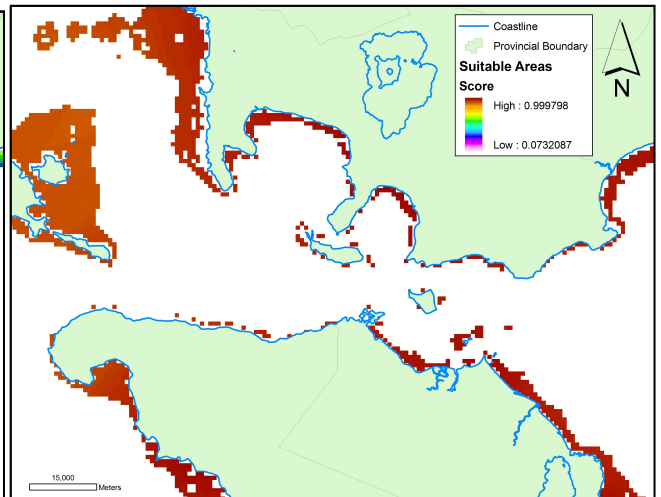 Coastline
Provincial Boundary
Suitable Areas
Score
High : 0.999798
Low : 0.0732087
N
15,000
Meters